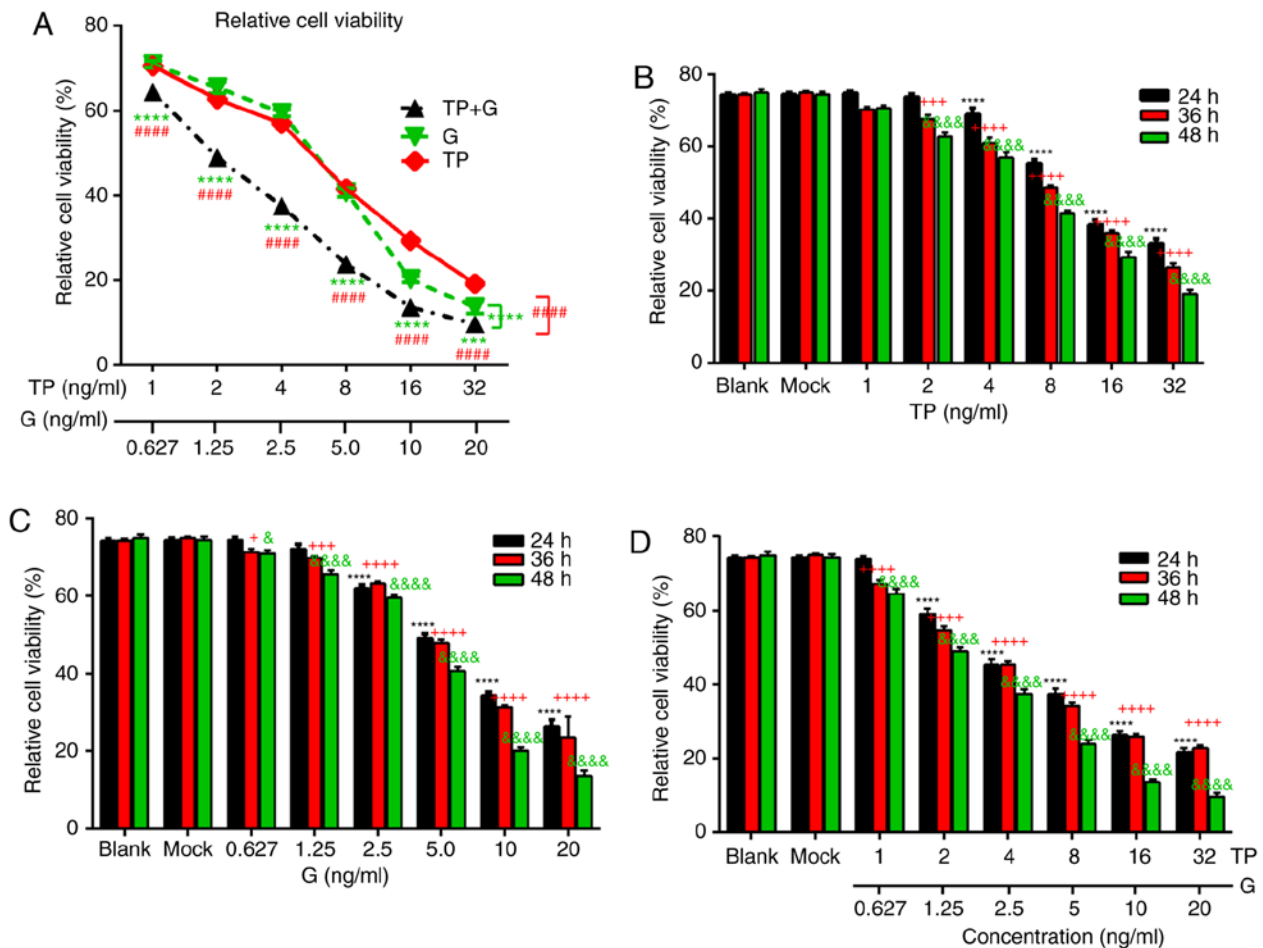 A
Relative cell viability
Relative cell viability (%)
80
60
40
20
0
TP+G
G
TP
****
####
****
####
****
####
****
####
****
####
***
####
****
####
TP (ng/ml) 1 2 4 8 16 32
G (ng/ml)
0.627 1.25 2.5 5.0 10 20
B
Relative cell viability (%)
80
60
40
20
0
24 h
36 h
48 h
+++
&&&&
****
++++
&&&&
****
++++
&&&&
****
++++
&&&&
****
++++
&&&&
Blank Mock 1 2 4 8 16 32
TP (ng/ml)
C
Relative cell viability (%)
80
60
40
20
0
24 h
36 h
48 h
+ &
+++
&&&&
****
++++
&&&&
****
++++
&&&&
****
++++
&&&&
****
++++
&&&&
Blank Mock 0.627 1.25 2.5 5.0 10 20
G (ng/ml)
D
Relative cell viability (%)
80
60
40
20
0
24 h
36 h
48 h
++++
&&&&
****
++++
&&&&
****
++++
&&&&
****
++++
&&&&
****
++++
&&&&
****
++++
&&&&
Blank Mock 1 2 4 8 16 32 TP
G
0.627 1.25 2.5 5 10 20
Concentration (ng/ml)